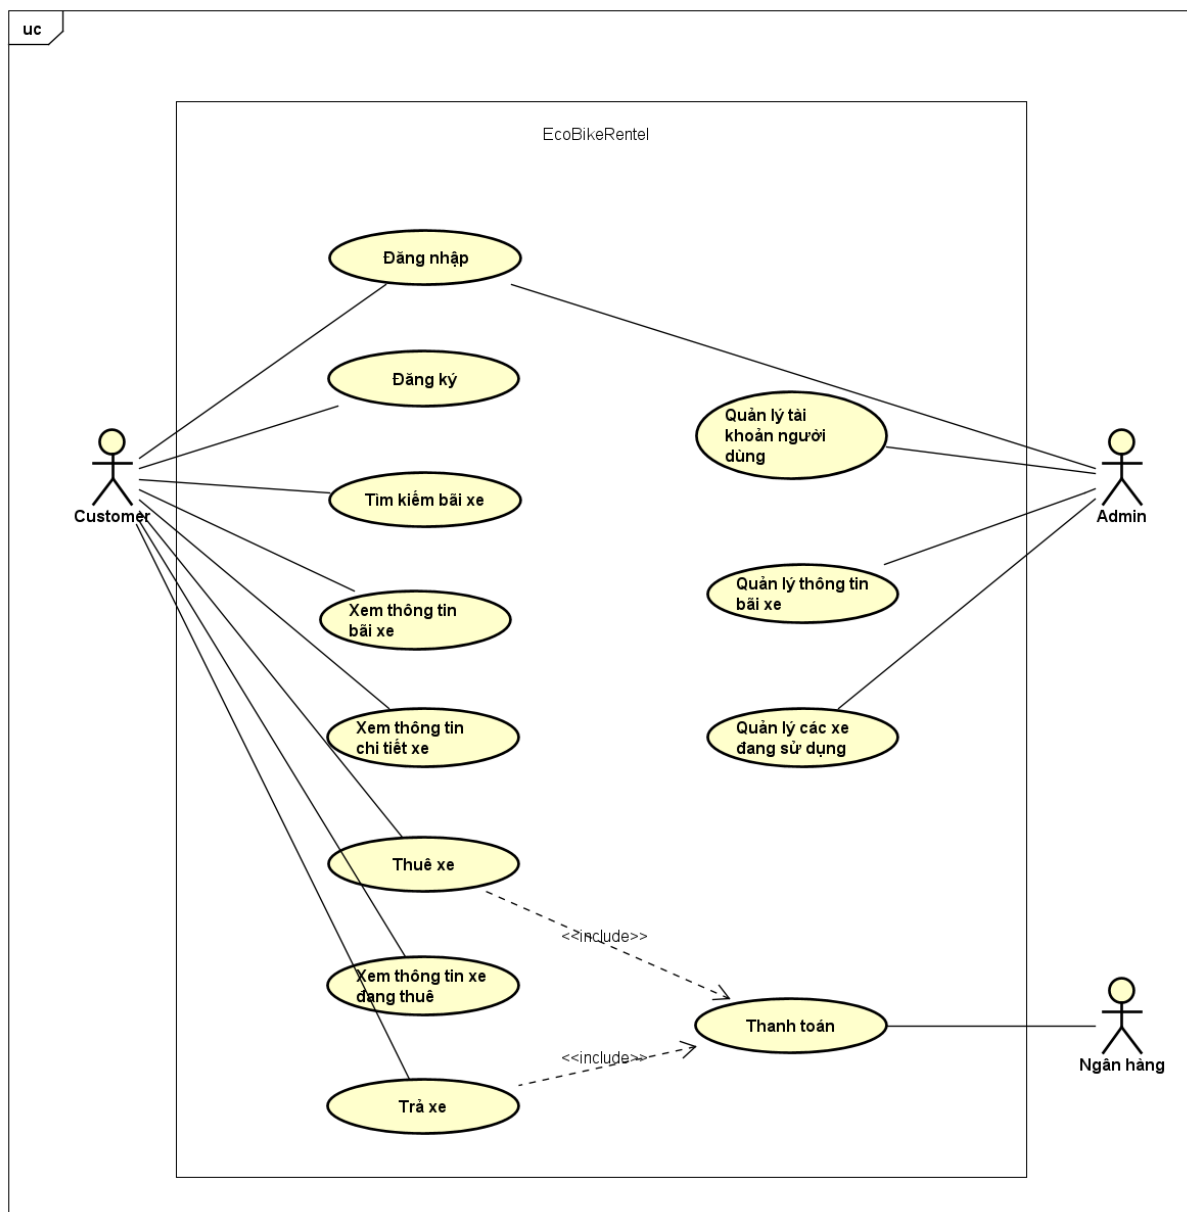 uc
EcoBikeRentel
Đăng nhập
Đăng ký
Quản lý tài
khoản người
dùng
Tìm kiếm bãi xe
Customer
Admin
Xem thông tin
bãi xe
Quản lý thông tin
bãi xe
Xem thông tin
chi tiết xe
Quản lý các xe
đang sử dụng
Thuê xe
<<include>>
Xem thông tin xe
đang thuê
Thanh toán
<<include>>
Ngân hàng
Trả xe